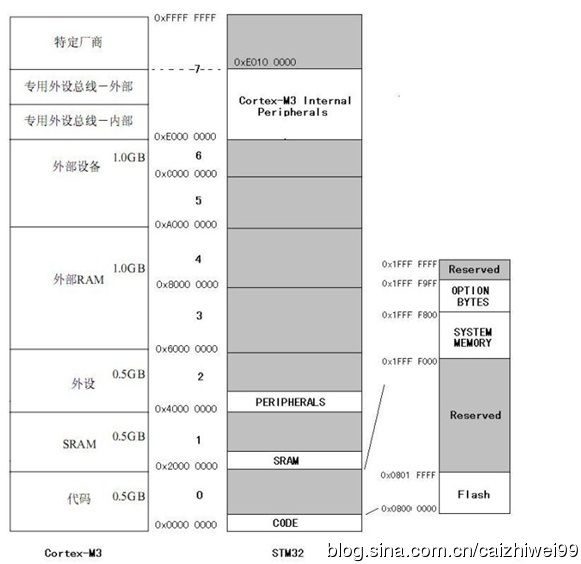 0xFFFF FFFF
特定厂商
0xE010 0000
7
专用外设总线－外部
Cortex-M3 Internal
Peripherals
专用外设总线－内部
0xE000 0000
外部设备
1.0GB
6
0xC000 0000
5
0xA000 0000
外部RAM
1.0GB
4
0x8000 0000
3
0x6000 0000
外设
0.5GB
2
PERIPHERALS
0x4000 0000
SRAM
0.5GB
1
SRAM
0x2000 0000
代码
0.5GB
0
CODE
0x0000 0000
Cortex-M3
STM32
0x1FFF FFFF
Reserved
0x1FFF F9FF
OPTION
BYTES
0x1FFF F800
SYSTEM
MEMORY
0x1FFF F000
Reserved
0x0801 FFFF
Flash
0x0800 0000
blog.sina.com.cn/caizhiwei99